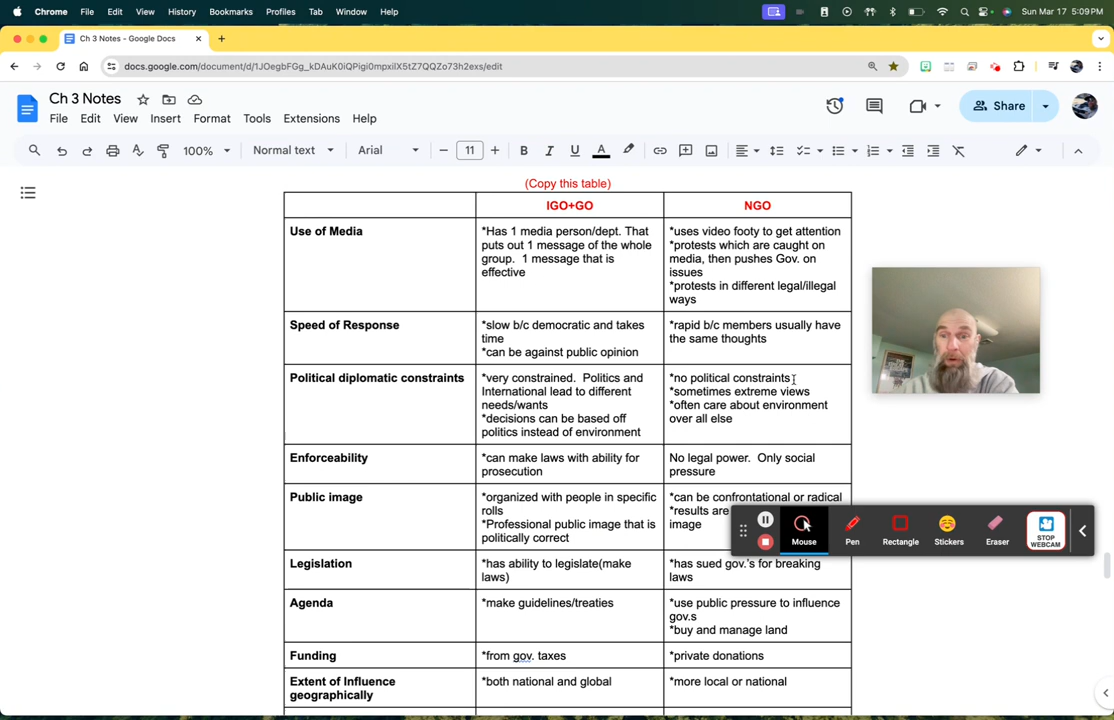 Chrome File Edit View History Bookmarks Profiles Tab Window Help Sun Mar 17 5:09 PM
Ch 3 Notes - Google Docs
docs.google.com/document/d/1JOegbFGg_kDAuK0iQPigi0mpxilX5tZ7QQZo73h2exs/edit
Ch 3 Notes
Share
File Edit View Insert Format Tools Extensions Help
100% Normal text Arial 11 B I U A
(Copy this table)
IGO+GO NGO
Use of Media
*Has 1 media person/dept. That
puts out 1 message of the whole
group. 1 message that is
effective
*uses video footy to get attention
*protests which are caught on
media, then pushes Gov. on
issues
*protests in different legal/illegal
ways
Speed of Response
*slow b/c democratic and takes
time
*can be against public opinion
*rapid b/c members usually have
the same thoughts
Political diplomatic constraints
*very constrained. Politics and
International lead to different
needs/wants
*decisions can be based off
politics instead of environment
*no political constraints
*sometimes extreme views
*often care about environment
over all else
Enforceability
*can make laws with ability for
prosecution
No legal power. Only social
pressure
Public image
*organized with people in specific
rolls
*Professional public image that is
politically correct
*can be confrontational or radical
*results are
image
Legislation
*has ability to legislate(make
laws)
*has sued gov.'s for breaking
laws
Agenda
*make guidelines/treaties
*use public pressure to influence
gov.s
*buy and manage land
Funding
*from gov. taxes
*private donations
Extent of Influence
geographically
*both national and global
*more local or national
Mouse Pen Rectangle Stickers Eraser STOP
WEBCAM